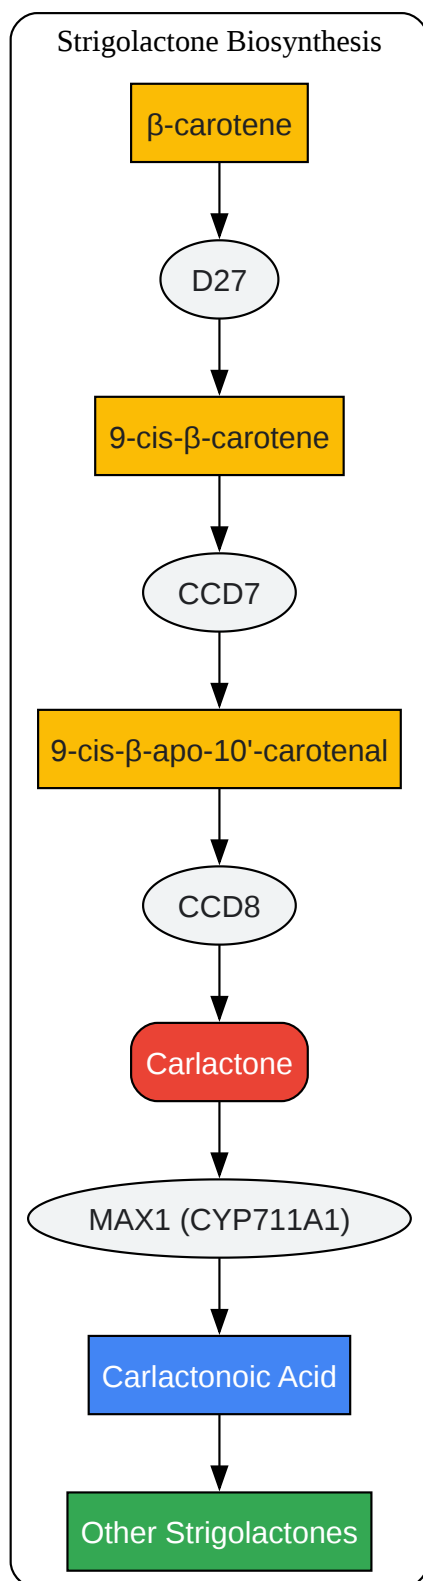 Strigolactone Biosynthesis
β-carotene
D27
9-cis-β-carotene
CCD7
9-cis-β-apo-10'-carotenal
CCD8
Carlactone
MAX1 (CYP711A1)
Carlactonoic Acid
Other Strigolactones